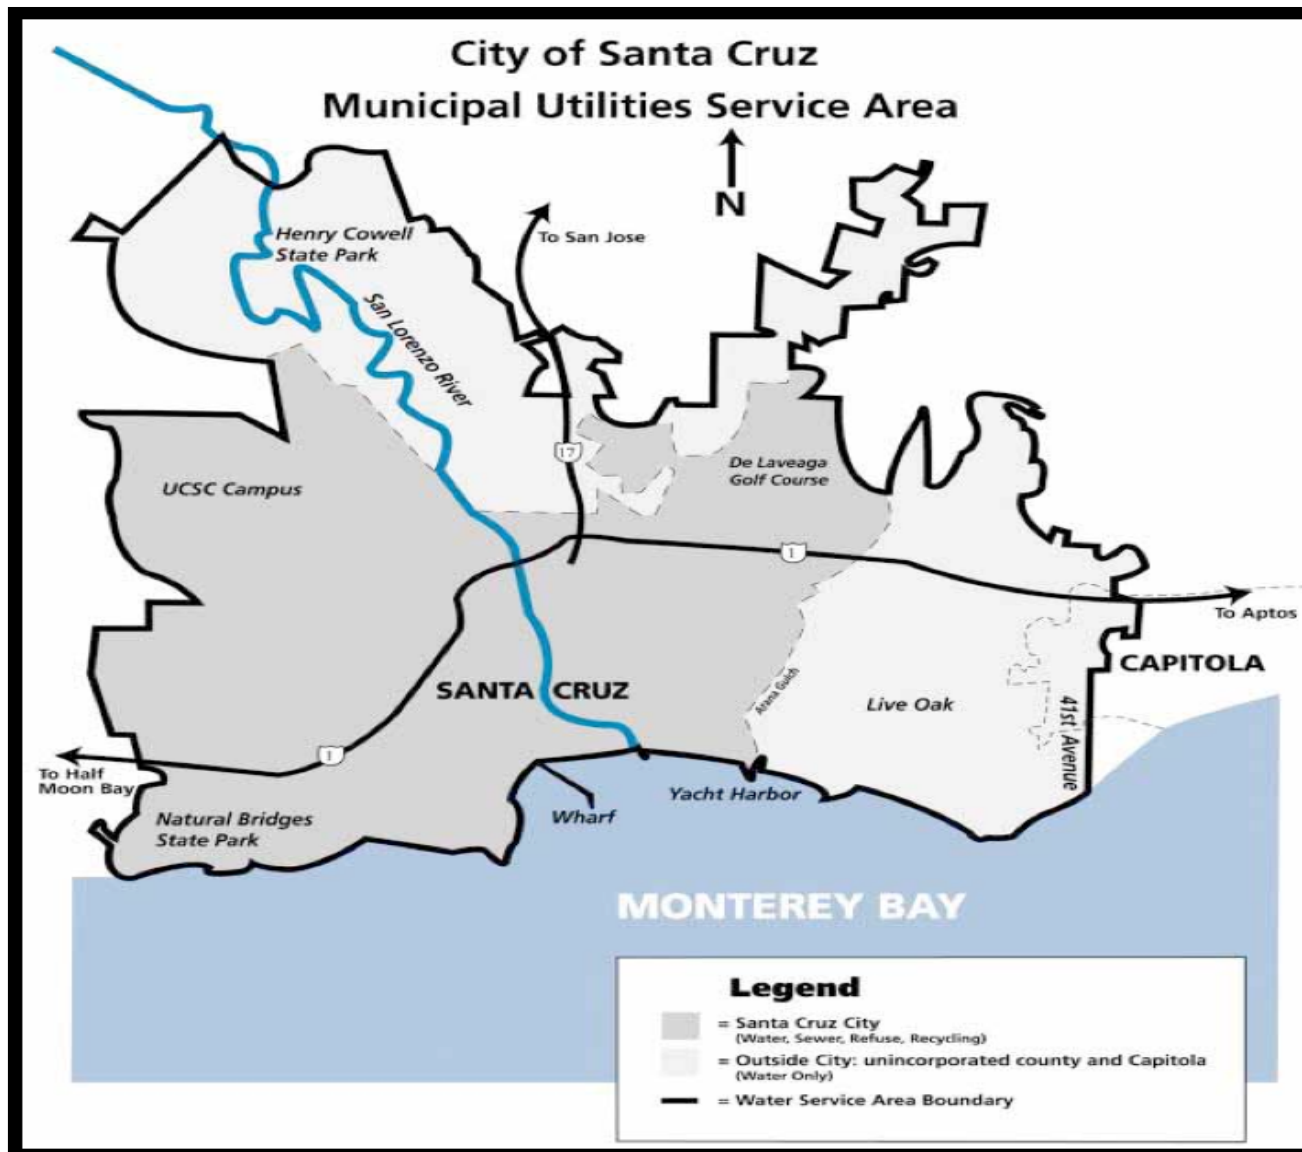 City of Santa Cruz
Municipal Utilities Service Area
N
To San Jose
Henry Cowell
State Park
San Lorenzo River
17
De Laveaga
Golf Course
UCSC Campus
1
To Aptos
CAPITOLA
SANTA CRUZ
Arana Gulch
Live Oak
41st Avenue
1
To Half
Moon Bay
Natural Bridges
State Park
Wharf
Yacht Harbor
MONTEREY BAY
Legend
= Santa Cruz City
(Water, Sewer, Refuse, Recycling)
= Outside City: unincorporated county and Capitola
(Water Only)
= Water Service Area Boundary